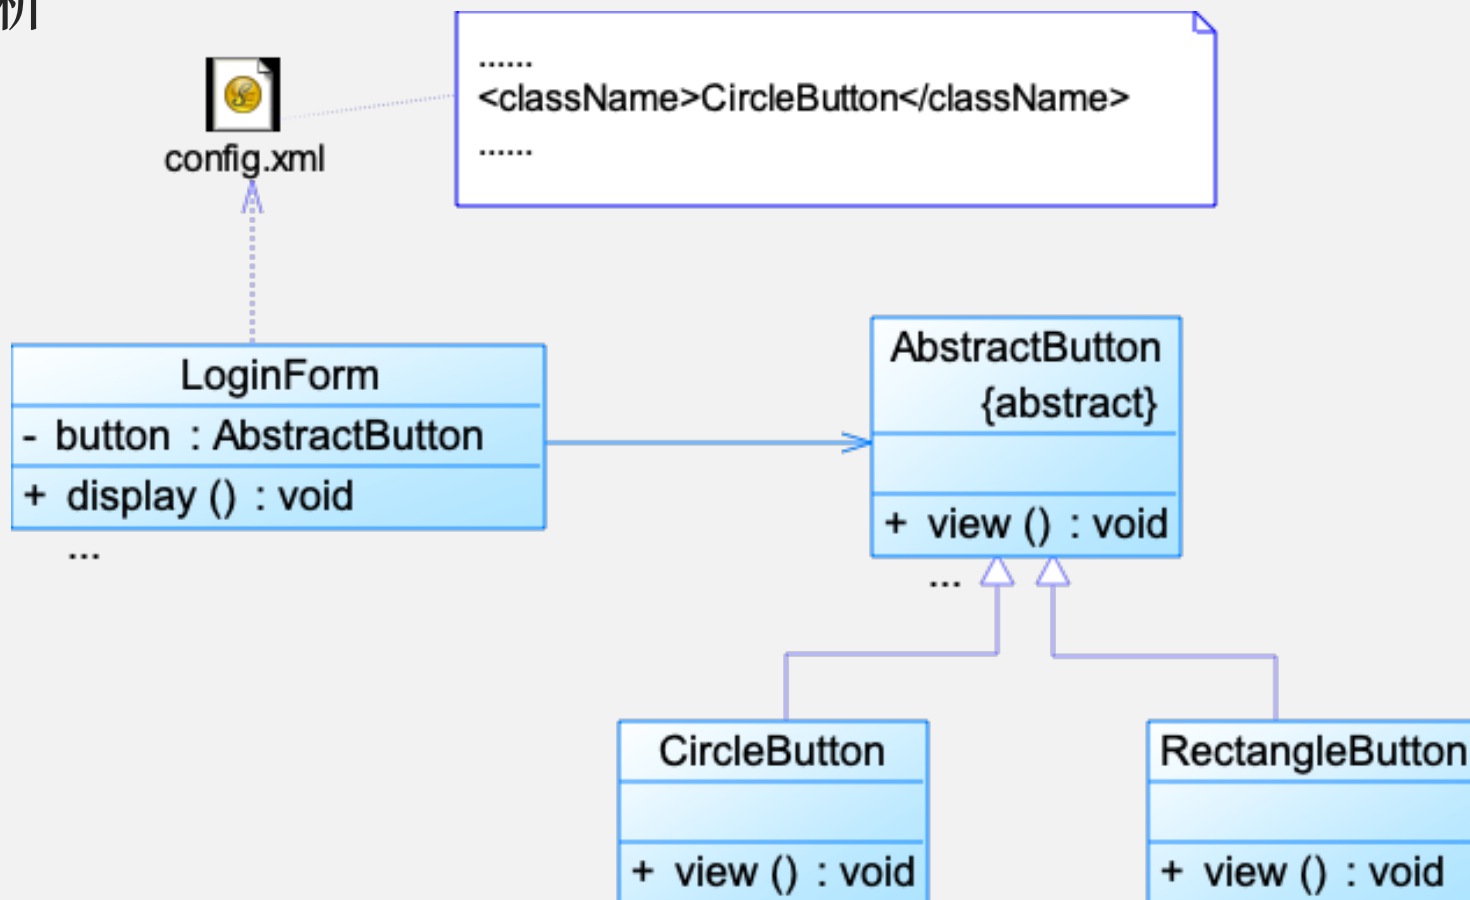 析
......
<className>CircleButton</className>
......
config.xml
LoginForm
- button : AbstractButton
+ display () : void
...
AbstractButton
{abstract}
+ view () : void
...
CircleButton
+ view () : void
RectangleButton
+ view () : void